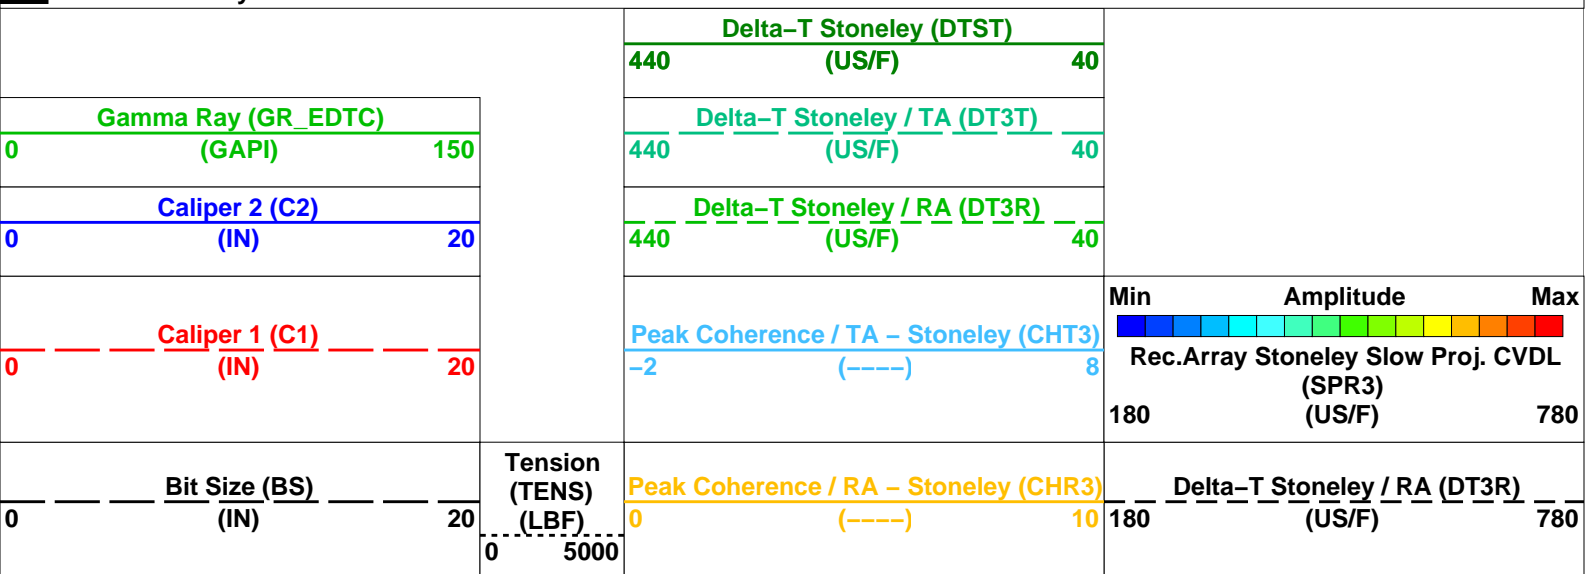 Delta−T Stoneley (DTST)
440 (US/F) 40
Gamma Ray (GR_EDTC)
0 (GAPI) 150
Delta−T Stoneley / TA (DT3T)
440 (US/F) 40
Caliper 2 (C2)
0 (IN) 20
Delta−T Stoneley / RA (DT3R)
440 (US/F) 40
Caliper 1 (C1)
0 (IN) 20
Peak Coherence / TA − Stoneley (CHT3)
−2 (−−−−) 8
Min Amplitude Max
Rec.Array Stoneley Slow Proj. CVDL
(SPR3)
180 (US/F) 780
Bit Size (BS)
0 (IN) 20
Tension
(TENS)
(LBF)
0 5000
Peak Coherence / RA − Stoneley (CHR3)
0 (−−−−) 10
Delta−T Stoneley / RA (DT3R)
180 (US/F) 780